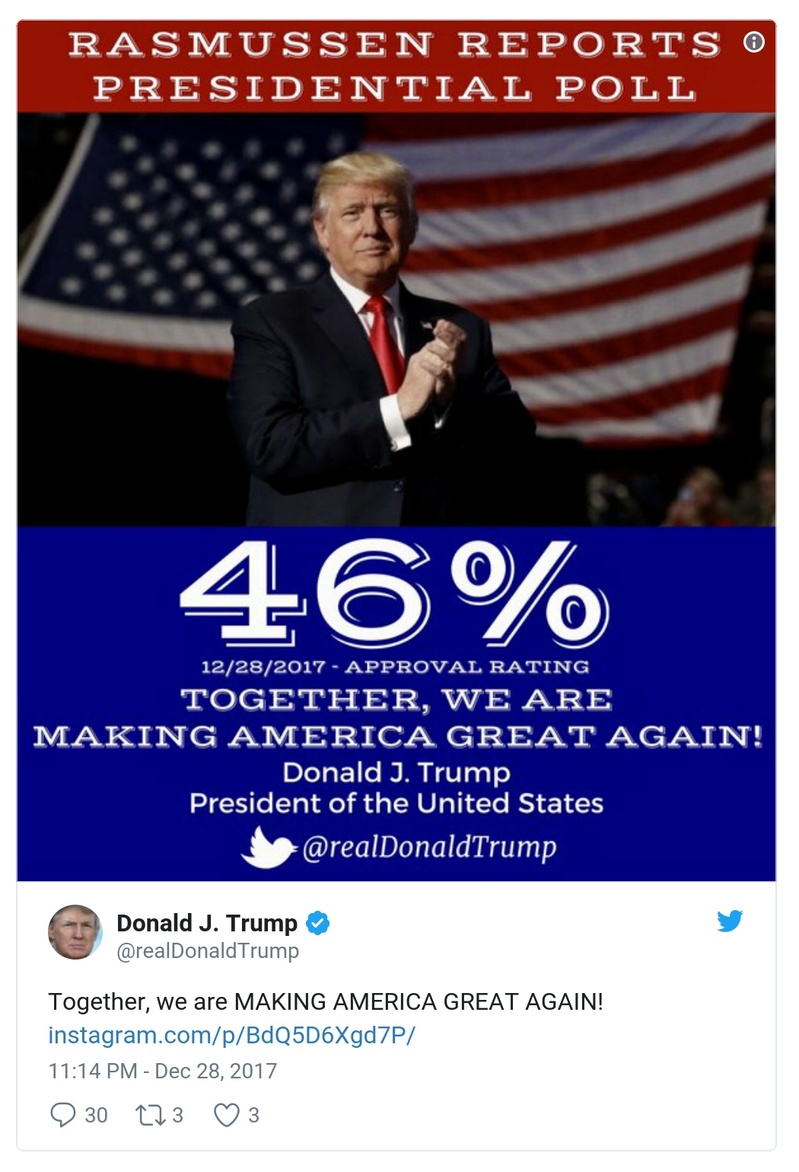 RASMUSSEN REPORTS
PRESIDENTIAL POLL
46%
12/28/2017 - APPROVAL RATING
TOGETHER, WE ARE
MAKING AMERICA GREAT AGAIN!
Donald J. Trump
President of the United States
@realDonaldTrump
Donald J. Trump
@realDonaldTrump
Together, we are MAKING AMERICA GREAT AGAIN!
instagram.com/p/BdQ5D6Xgd7P/
11:14 PM - Dec 28, 2017
30 3 3